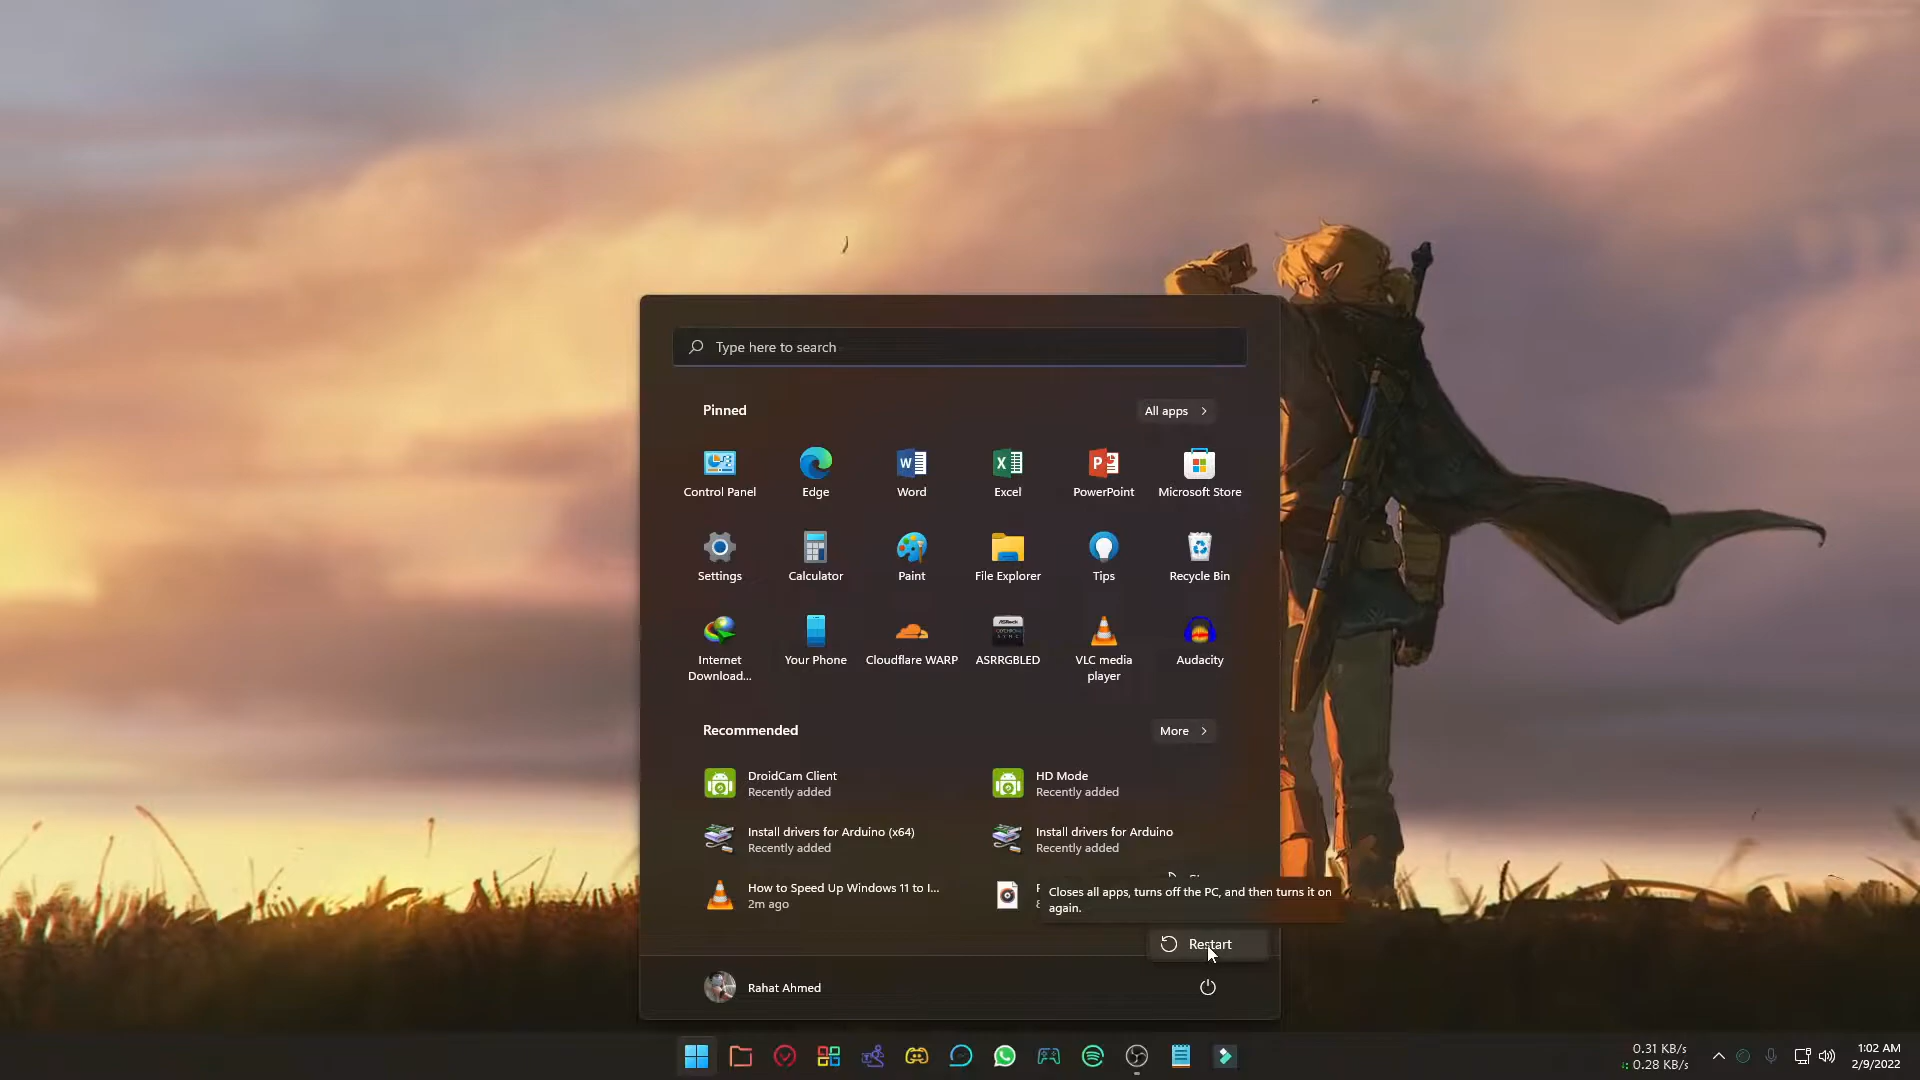 Type here to search
Pinned
All apps
Control Panel
Edge
Word
Excel
PowerPoint
Microsoft Store
Settings
Calculator
Paint
File Explorer
Tips
Recycle Bin
Internet
Download...
Your Phone
Cloudflare WARP
ASRRGBLED
VLC media
player
Audacity
Recommended
More
DroidCam Client
Recently added
HD Mode
Recently added
Install drivers for Arduino (x64)
Recently added
Install drivers for Arduino
Recently added
How to Speed Up Windows 11 to I...
2m ago
Closes all apps, turns off the PC, and then turns it on
again.
Restart
Rahat Ahmed
0.31 KB/s
0.28 KB/s
1:02 AM
2/9/2022